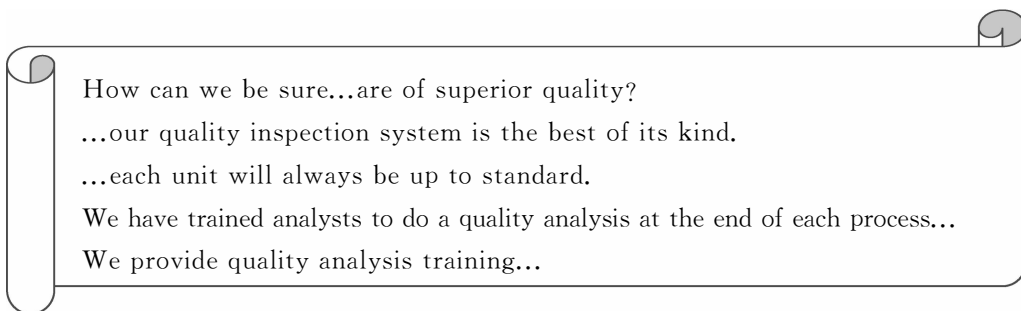 How can we be sure…are of superior quality?
…our quality inspection system is the best of its kind.
…each unit will always be up to standard.
We have trained analysts to do a quality analysis at the end of each process…
We provide quality analysis training…